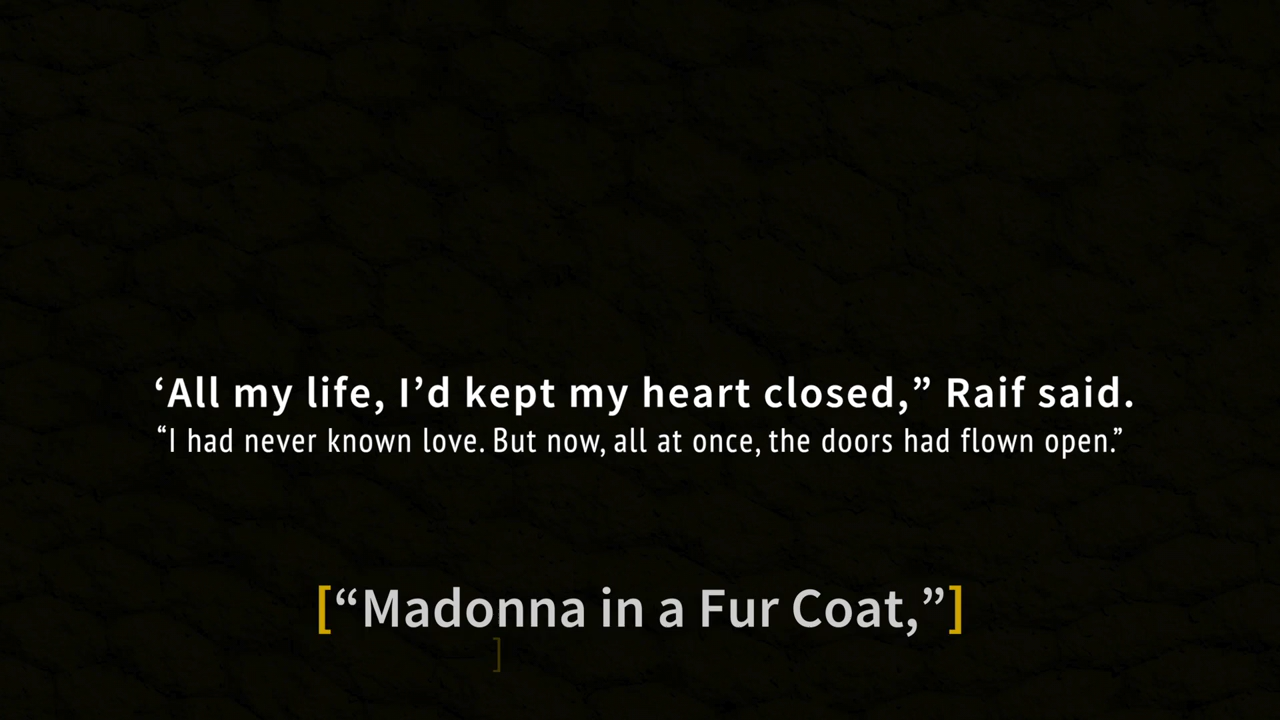 ‘All my life, I’d kept my heart closed,” Raif said.
“I had never known love. But now, all at once, the doors had flown open.”
[“Madonna in a Fur Coat,”]
]